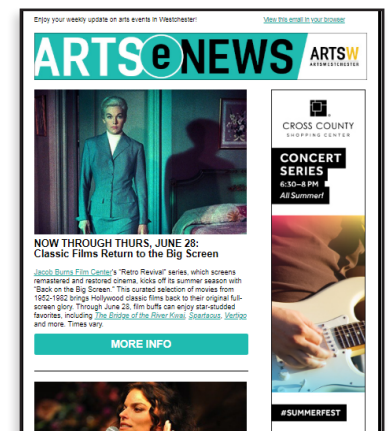 Enjoy your weekly update on arts events in Westchester!
View this email in your browser
ARTSeNEWS
ARTSW
ARTSWESTCHESTER
NOW THROUGH THURS, JUNE 28:
Classic Films Return to the Big Screen
Jacob Burns Film Center's "Retro Revival" series, which screens
remastered and restored cinema, kicks off its summer season with
"Back on the Big Screen." This curated selection of movies from
1952-1982 brings Hollywood classic films back to their original full-
screen glory. Through June 28, film buffs can enjoy star-studded
favorites, including The Bridge of the River Kwai, Spartacus, Vertigo
and more. Times vary.
MORE INFO
CROSS COUNTY
SHOPPING CENTER
CONCERT
SERIES
6:30–8 PM
All Summer!
#SUMMERFEST